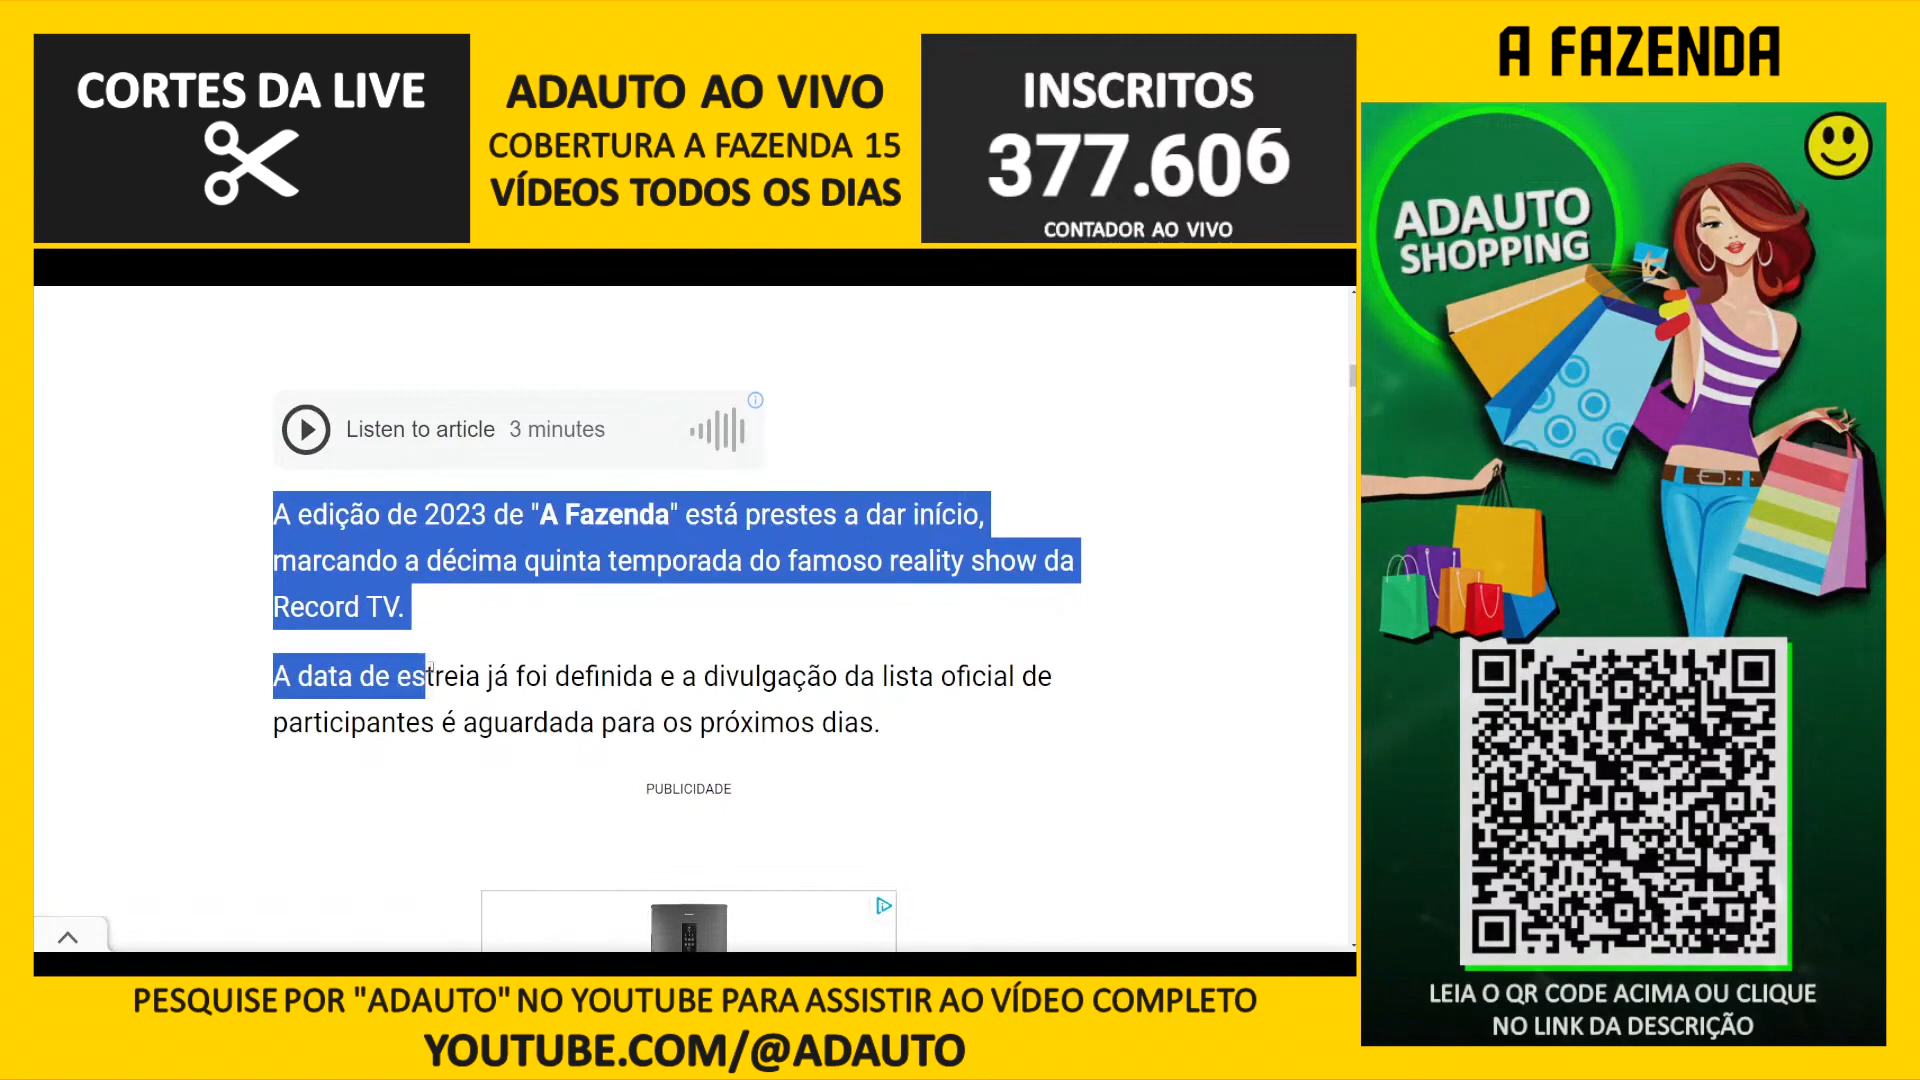 CORTES DA LIVE
ADAUTO AO VIVO
COBERTURA A FAZENDA 15
VÍDEOS TODOS OS DIAS
INSCRITOS
377.606
CONTADOR AO VIVO
A FAZENDA
ADAUTO
SHOPPING
Listen to article 3 minutes
A edição de 2023 de "A Fazenda" está prestes a dar início,
marcando a décima quinta temporada do famoso reality show da
Record TV.
A data de estreia já foi definida e a divulgação da lista oficial de
participantes é aguardada para os próximos dias.
PUBLICIDADE
LEIA O QR CODE ACIMA OU CLIQUE
NO LINK DA DESCRIÇÃO
PESQUISE POR "ADAUTO" NO YOUTUBE PARA ASSISTIR AO VÍDEO COMPLETO
YOUTUBE.COM/@ADAUTO